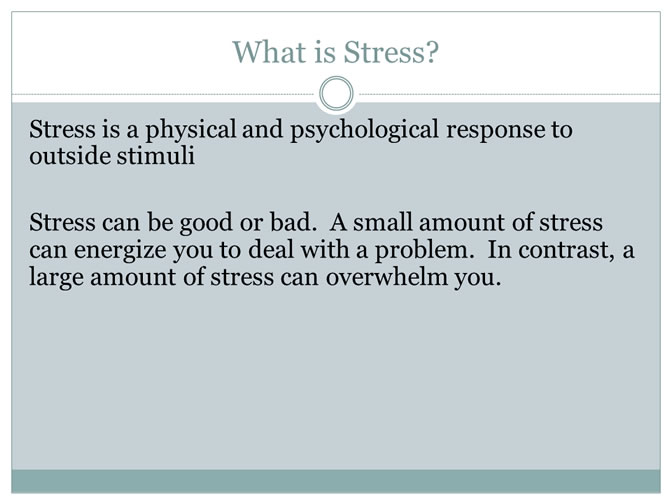 What is Stress?
Stress is a physical and psychological response to
outside stimuli
Stress can be good or bad.  A small amount of stress
can energize you to deal with a problem.  In contrast, a
large amount of stress can overwhelm you.